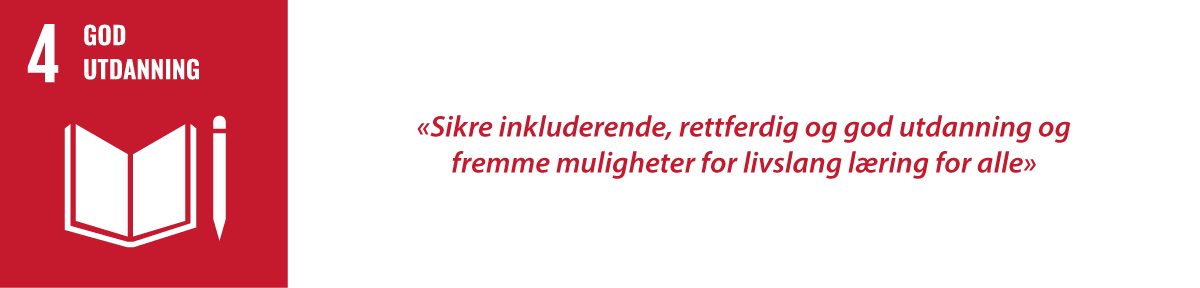 4
GOD
UTDANNING
«Sikre inkluderende, rettferdig og god utdanning og
fremme muligheter for livslang læring for alle»